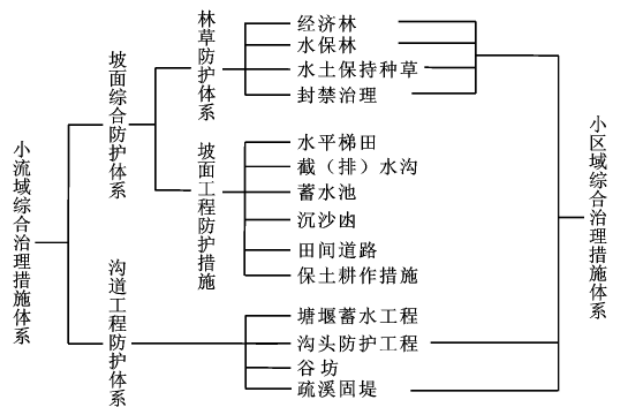 小流域综合治理措施体系
坡面综合防护体系
沟道工程防护体系
林草防护体系
坡面工程防护措施
经济林
水保林
水土保持种草
封禁治理
水平梯田
截（排）水沟
蓄水池
沉沙凼
田间道路
保土耕作措施
塘堰蓄水工程
沟头防护工程
谷坊
疏溪固堤
小区域综合治理措施体系